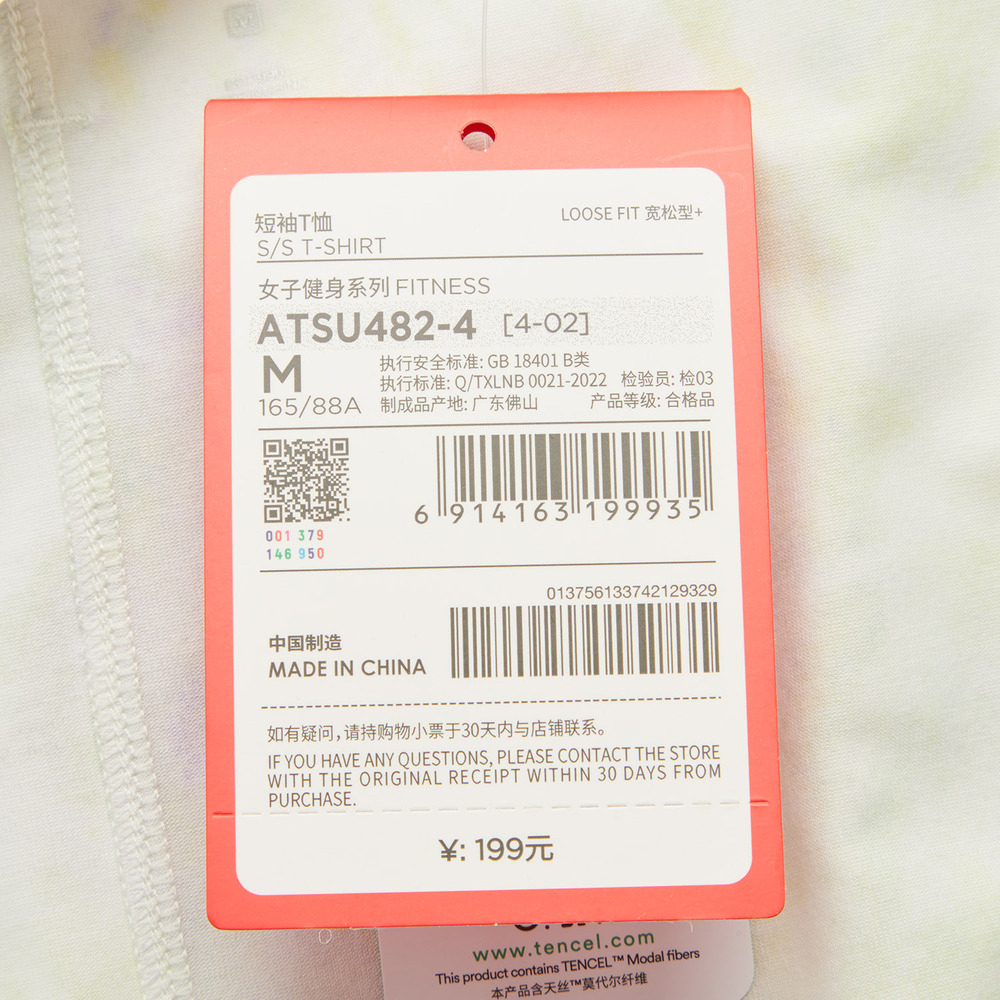 短袖T恤
LOOSE FIT 宽松型+
S/S T-SHIRT
女子健身系列 FITNESS
ATSU482-4 [4-02]
M
执行安全标准: GB 18401 B类
执行标准: Q/TXLNB 0021-2022 检验员: 检03
165/88A
制成品产地: 广东佛山 产品等级: 合格品
6 914163 199935
001 379
146 950
013756133742129329
中国制造
MADE IN CHINA
如有疑问，请持购物小票于30天内与店铺联系。
IF YOU HAVE ANY QUESTIONS, PLEASE CONTACT THE STORE
WITH THE ORIGINAL RECEIPT WITHIN 30 DAYS FROM
PURCHASE.
¥: 199元
www.tencel.com
This product contains TENCEL™ Modal fibers
本产品含天丝™莫代尔纤维